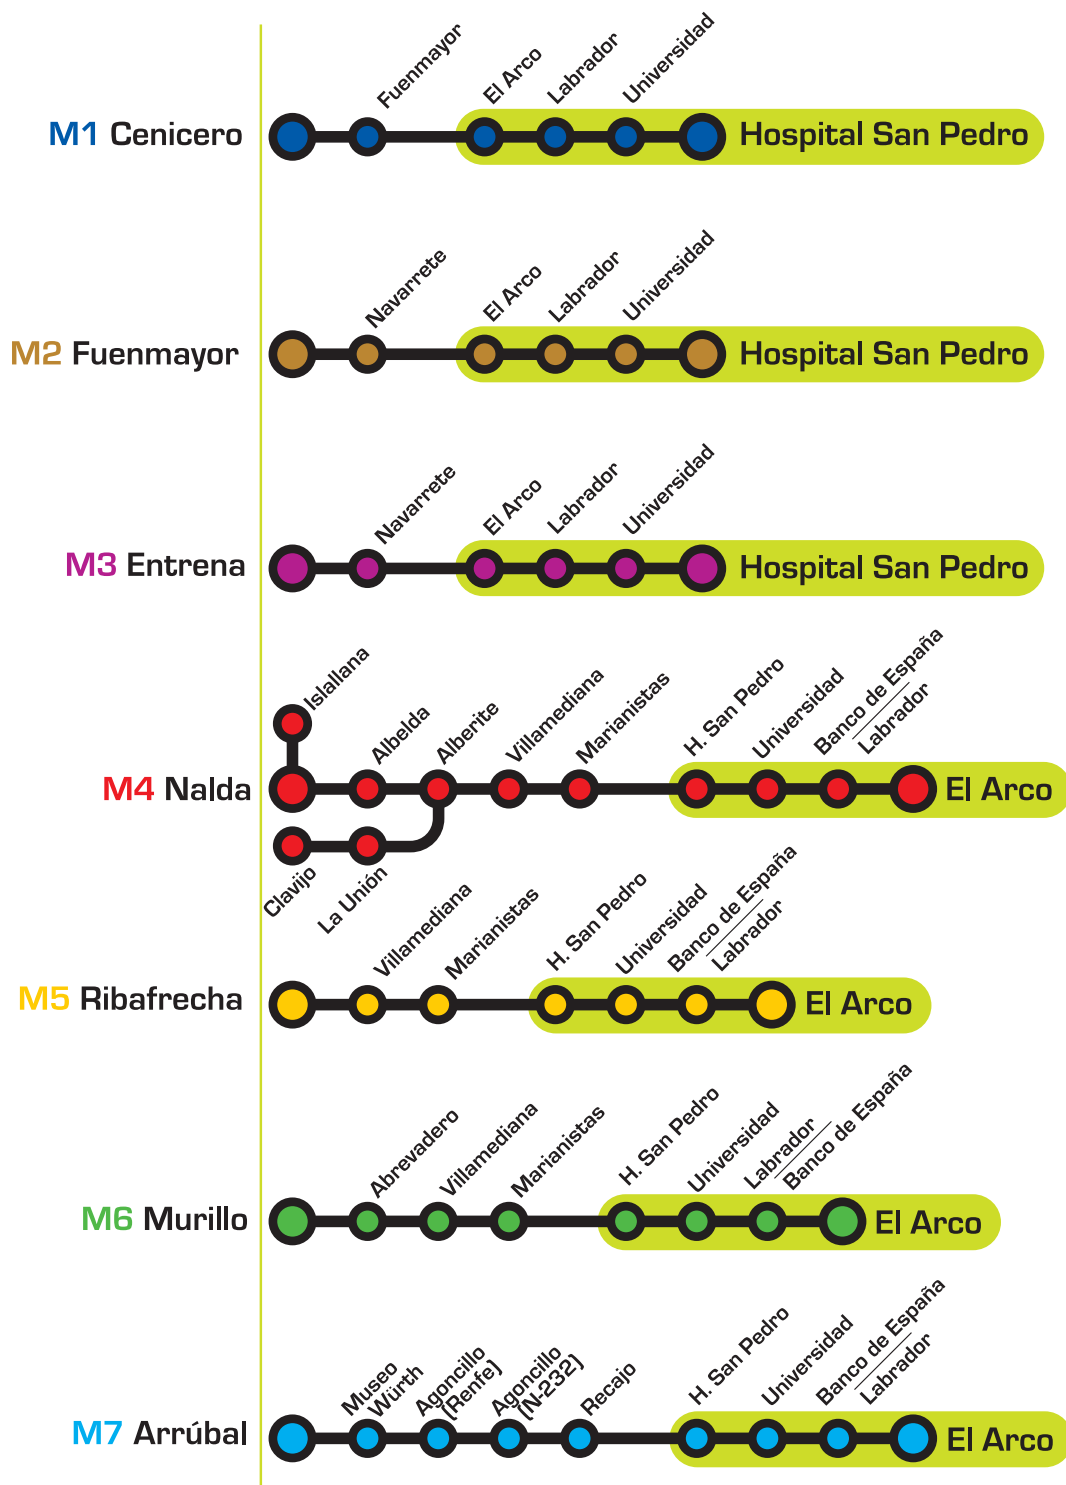 M1 Cenicero
Fuenmayor
El Arco
Labrador
Universidad
Hospital San Pedro
M2 Fuenmayor
Navarrete
El Arco
Labrador
Universidad
Hospital San Pedro
M3 Entrena
Navarrete
El Arco
Labrador
Universidad
Hospital San Pedro
M4 Nalda
Islallana
Albelda
Alberite
Villamediana
Marianistas
H. San Pedro
Universidad
Banco de España
Labrador
El Arco
Clavijo
La Unión
M5 Ribafrecha
Villamediana
Marianistas
H. San Pedro
Universidad
Banco de España
Labrador
El Arco
M6 Murillo
Abrevadero
Villamediana
Marianistas
H. San Pedro
Universidad
Labrador
Banco de España
El Arco
M7 Arrúbal
Museo
Würth
Agoncillo
(Renfe)
Agoncillo
(N-232)
Recajo
H. San Pedro
Universidad
Banco de España
Labrador
El Arco